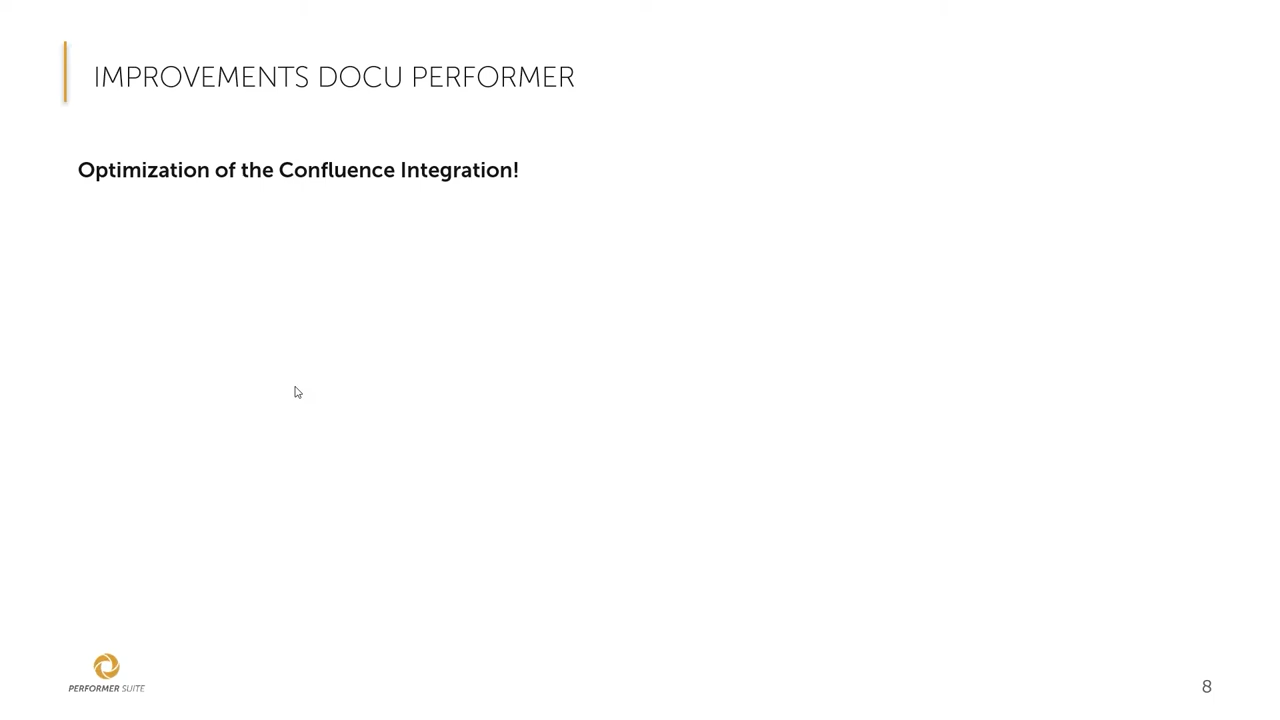 IMPROVEMENTS DOCU PERFORMER
Optimization of the Confluence Integration!
PERFORMER SUITE
8